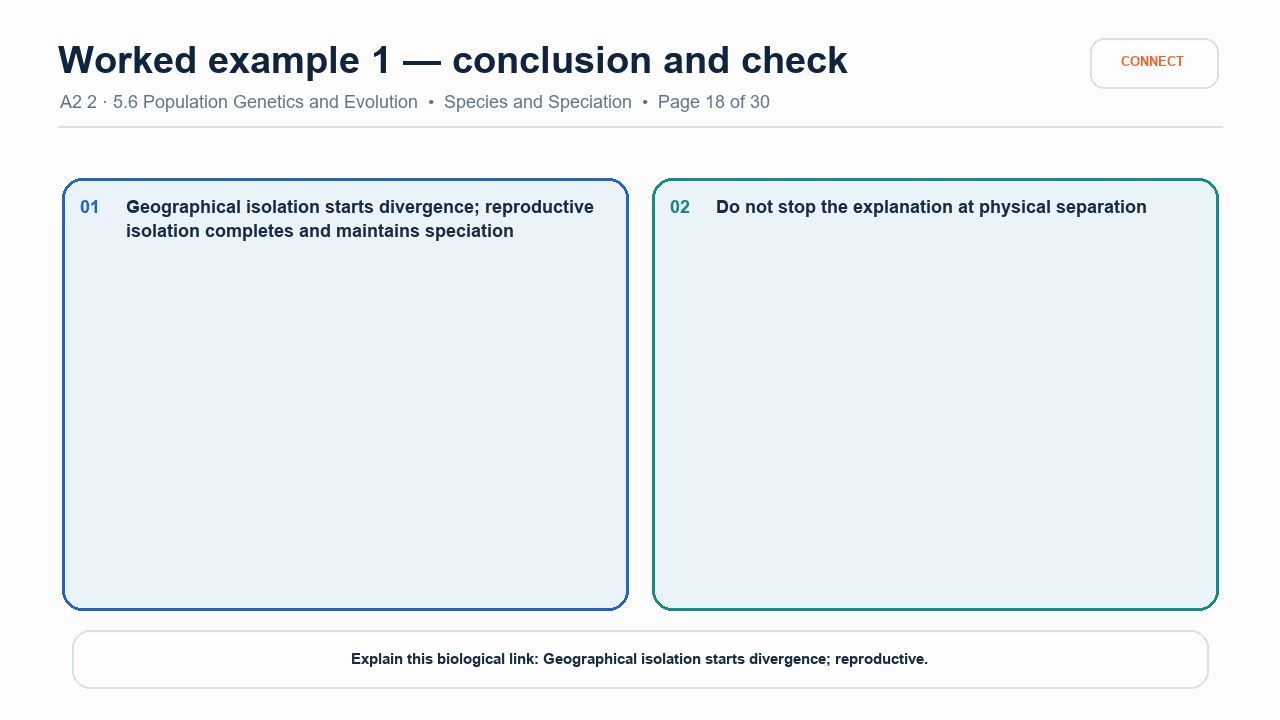 Worked example 1 — conclusion and check
CONNECT
A2 2 · 5.6 Population Genetics and Evolution • Species and Speciation • Page 18 of 30
01 Geographical isolation starts divergence; reproductive
isolation completes and maintains speciation
02 Do not stop the explanation at physical separation
Explain this biological link: Geographical isolation starts divergence; reproductive.